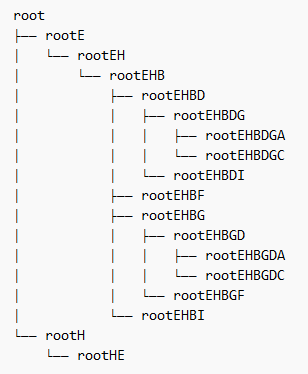 root
├── rootE
│   └── rootEH
│       └── rootEHB
│           ├── rootEHBD
│           │   ├── rootEHBDG
│           │   │   ├── rootEHBDGA
│           │   │   └── rootEHBDGC
│           │   └── rootEHBDI
│           ├── rootEHBF
│           ├── rootEHBG
│           │   ├── rootEHBGD
│           │   │   ├── rootEHBGDA
│           │   │   └── rootEHBGDC
│           │   └── rootEHBGF
│           └── rootEHBI
└── rootH
    └── rootHE